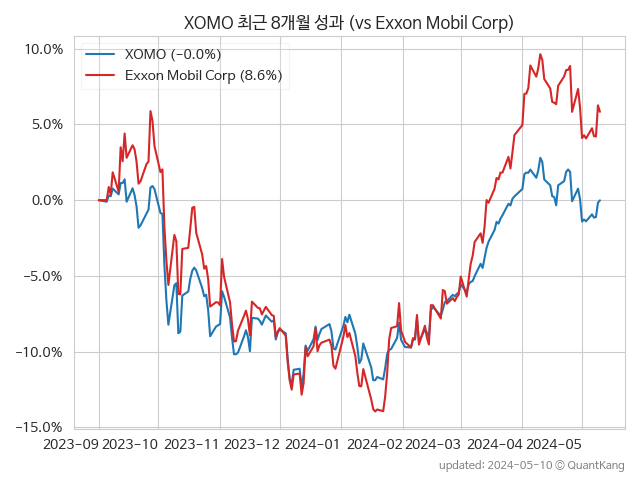 XOMO 최근 8개월 성과 (vs Exxon Mobil Corp)
XOMO (−0.0%)
Exxon Mobil Corp (8.6%)
10.0%
5.0%
0.0%
−5.0%
−10.0%
−15.0%
2023-09 2023-10 2023-11 2023-12 2024-01 2024-02 2024-03 2024-04 2024-05
updated: 2024-05-10 © QuantKang